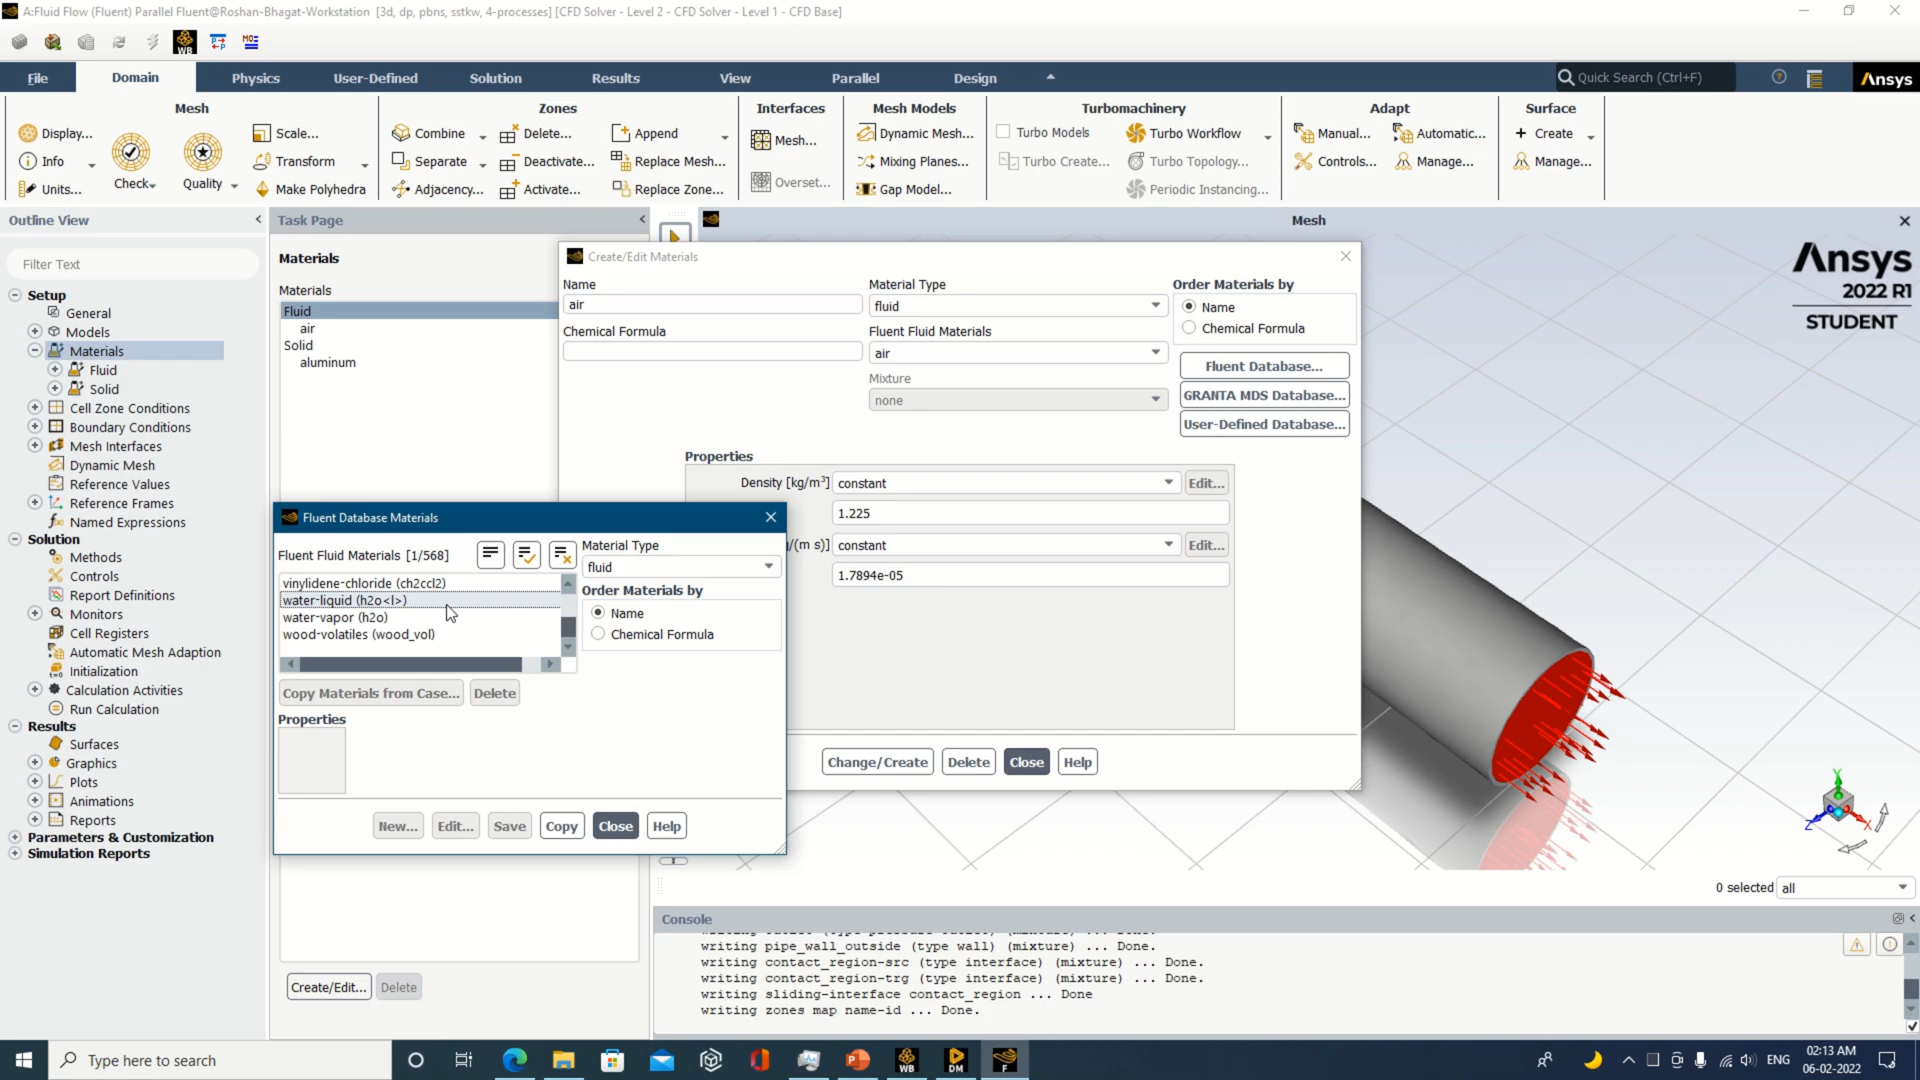 A:Fluid Flow (Fluent) Parallel Fluent@Roshan-Bhagat-Workstation [3d, dp, pbns, sstkw, 4-processes] [CFD Solver - Level 2 - CFD Solver - Level 1 - CFD Base]
WB
File Domain Physics User-Defined Solution Results View Parallel Design Quick Search (Ctrl+F) Ansys
Mesh
Display...
Info
Units...
Check
Quality
Scale...
Transform
Make Polyhedra
Zones
Combine
Separate
Adjacency...
Delete...
Deactivate...
Activate...
Append
Replace Mesh...
Replace Zone...
Interfaces
Mesh...
Overset...
Mesh Models
Dynamic Mesh...
Mixing Planes...
Gap Model...
Turbomachinery
Turbo Models
Turbo Create...
Turbo Workflow
Turbo Topology...
Periodic Instancing...
Adapt
Manual...
Controls...
Automatic...
Manage...
Surface
Create
Manage...
Outline View
Filter Text
Setup
General
Models
Materials
Fluid
Solid
Cell Zone Conditions
Boundary Conditions
Mesh Interfaces
Dynamic Mesh
Reference Values
Reference Frames
Named Expressions
Solution
Methods
Controls
Report Definitions
Monitors
Cell Registers
Automatic Mesh Adaption
Initialization
Calculation Activities
Run Calculation
Results
Surfaces
Graphics
Plots
Animations
Reports
Parameters & Customization
Simulation Reports
Task Page
Materials
Materials
Fluid
air
Solid
aluminum
Create/Edit... Delete
Mesh
Ansys
2022 R1
STUDENT
Create/Edit Materials
Name
air
Chemical Formula
Material Type
fluid
Fluent Fluid Materials
air
Mixture
none
Order Materials by
Name
Chemical Formula
Fluent Database...
GRANTA MDS Database...
User-Defined Database...
Properties
Density [kg/m³] constant Edit...
1.225
/(m s)] constant Edit...
1.7894e-05
Change/Create Delete Close Help
Fluent Database Materials
Fluent Fluid Materials [1/568]
vinylidene-chloride (ch2ccl2)
water-liquid (h2o<l>)
water-vapor (h2o)
wood-volatiles (wood_vol)
Material Type
fluid
Order Materials by
Name
Chemical Formula
Copy Materials from Case... Delete
Properties
New... Edit... Save Copy Close Help
Y
Z
X
0 selected all
Console
writing pipe_wall_outside (type wall) (mixture) ... Done.
writing contact_region-src (type interface) (mixture) ... Done.
writing contact_region-trg (type interface) (mixture) ... Done.
writing sliding-interface contact_region ... Done
writing zones map name-id ... Done.
Type here to search
WB
DM
F
ENG
02:13 AM
06-02-2022